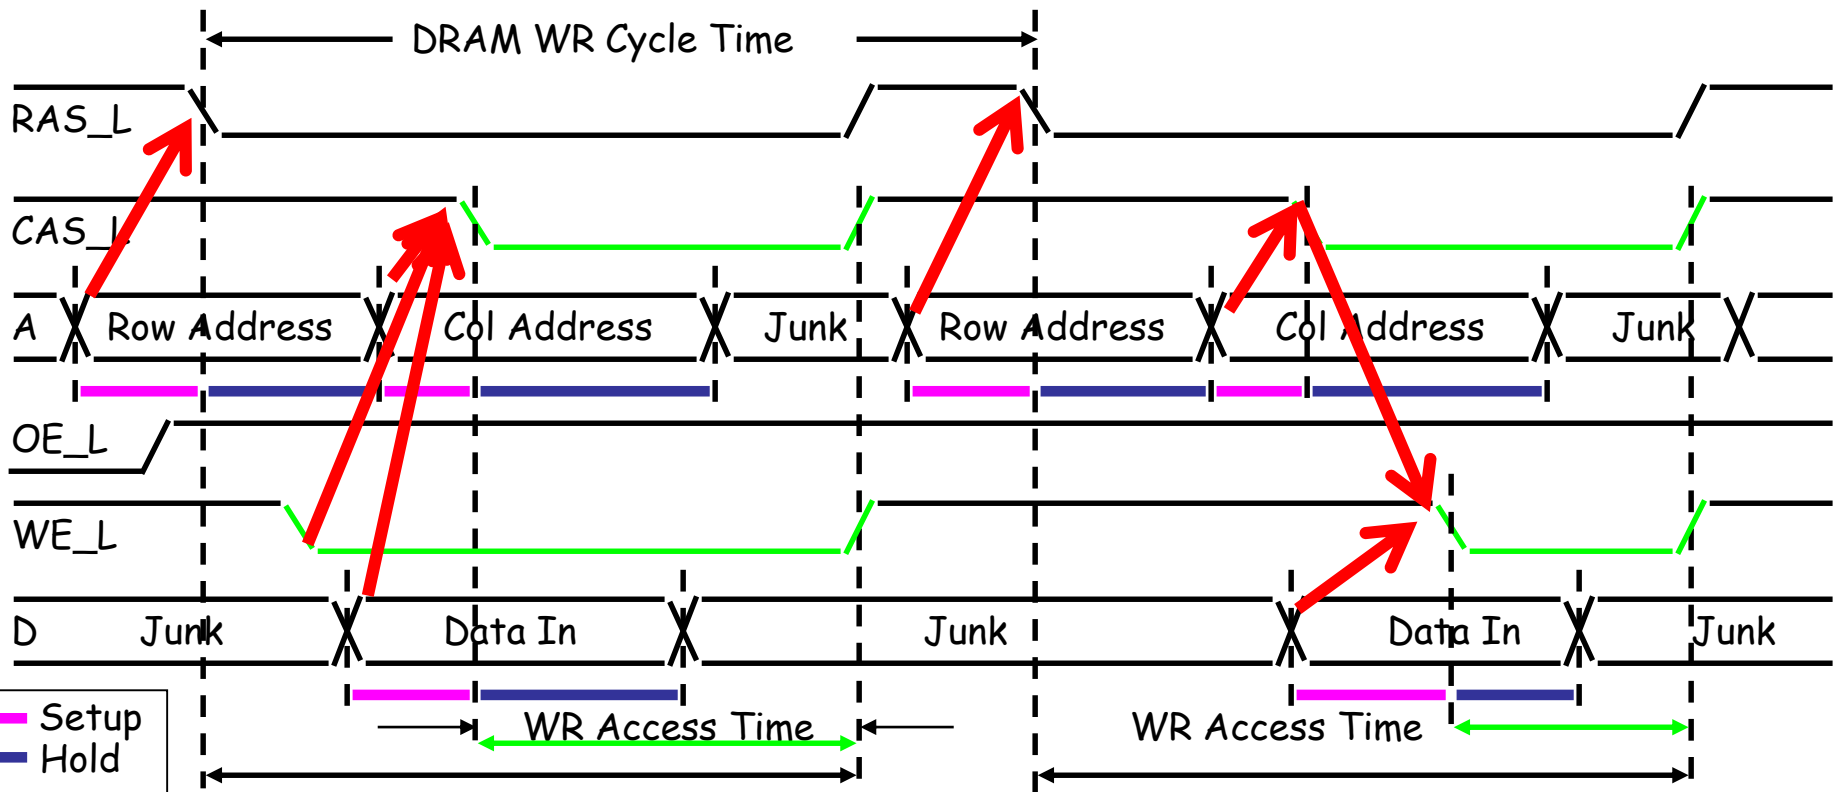 DRAM WR Cycle Time
RAS_L
CAS_L
A Row Address Col Address Junk Row Address Col Address Junk
OE_L
WE_L
D Junk Data In Junk Data In Junk
Setup WR Access Time WR Access Time
Hold